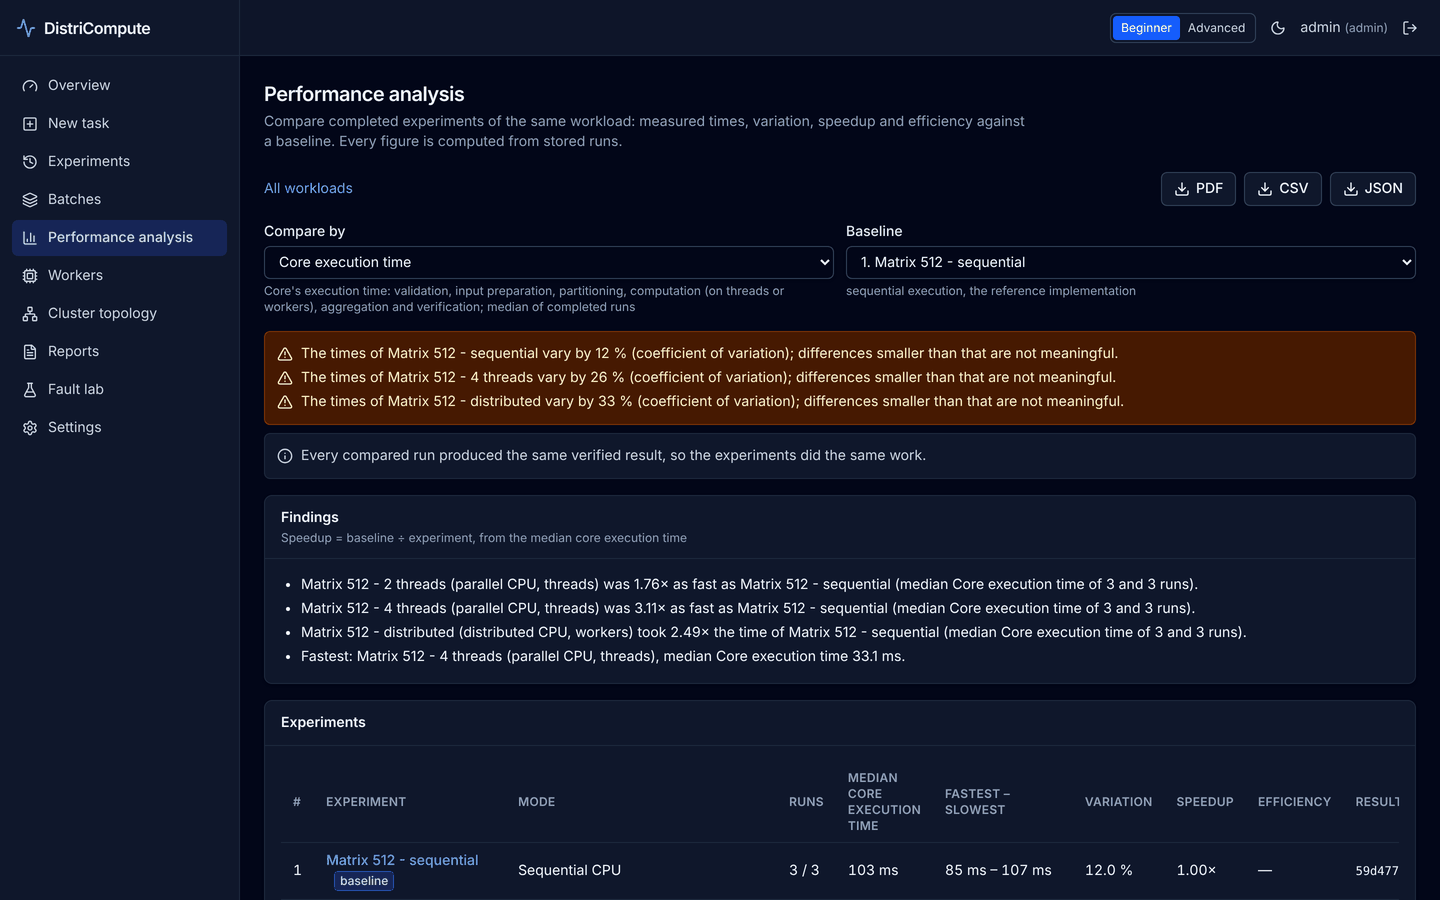 DistriCompute
Beginner
Advanced
admin (admin)
Overview
New task
Experiments
Batches
Performance analysis
Workers
Cluster topology
Reports
Fault lab
Settings
Performance analysis
Compare completed experiments of the same workload: measured times, variation, speedup and efficiency against
a baseline. Every figure is computed from stored runs.
All workloads
PDF
CSV
JSON
Compare by
Core execution time
Core's execution time: validation, input preparation, partitioning, computation (on threads or
workers), aggregation and verification; median of completed runs
Baseline
1. Matrix 512 - sequential
sequential execution, the reference implementation
The times of Matrix 512 - sequential vary by 12 % (coefficient of variation); differences smaller than that are not meaningful.
The times of Matrix 512 - 4 threads vary by 26 % (coefficient of variation); differences smaller than that are not meaningful.
The times of Matrix 512 - distributed vary by 33 % (coefficient of variation); differences smaller than that are not meaningful.
Every compared run produced the same verified result, so the experiments did the same work.
Findings
Speedup = baseline ÷ experiment, from the median core execution time
• Matrix 512 - 2 threads (parallel CPU, threads) was 1.76× as fast as Matrix 512 - sequential (median Core execution time of 3 and 3 runs).
• Matrix 512 - 4 threads (parallel CPU, threads) was 3.11× as fast as Matrix 512 - sequential (median Core execution time of 3 and 3 runs).
• Matrix 512 - distributed (distributed CPU, workers) took 2.49× the time of Matrix 512 - sequential (median Core execution time of 3 and 3 runs).
• Fastest: Matrix 512 - 4 threads (parallel CPU, threads), median Core execution time 33.1 ms.
Experiments
# EXPERIMENT MODE RUNS
MEDIAN
CORE
EXECUTION
TIME
FASTEST –
SLOWEST
VARIATION SPEEDUP EFFICIENCY RESULT
1 Matrix 512 - sequential
baseline
Sequential CPU 3 / 3 103 ms 85 ms – 107 ms 12.0 % 1.00× — 59d477